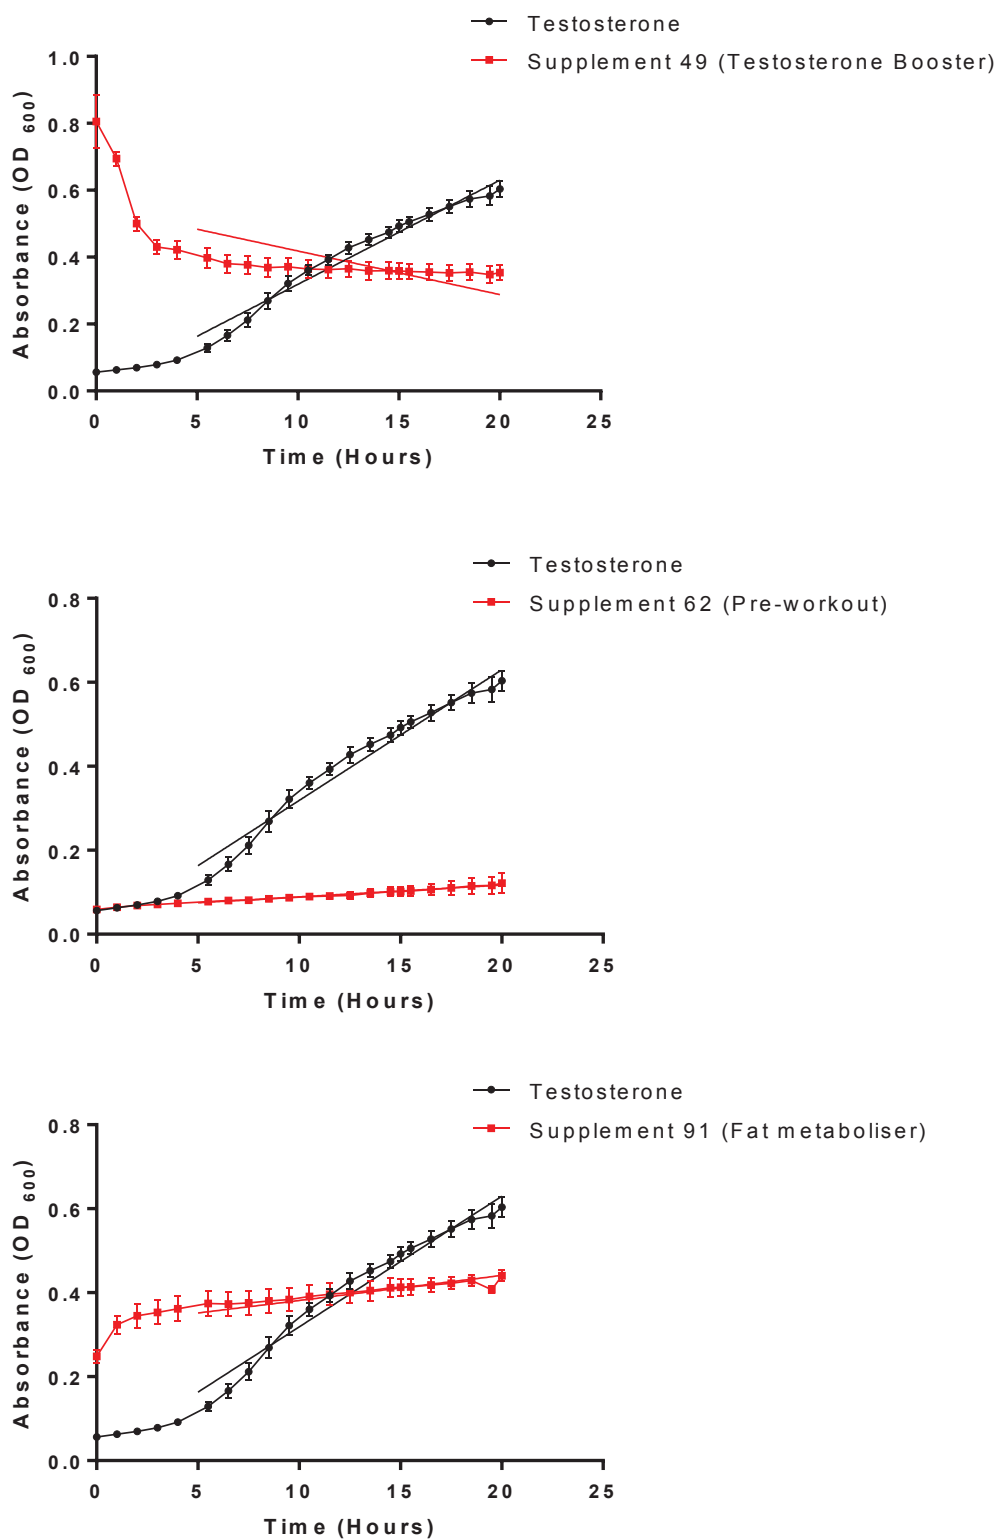 Testosterone
Supplement 49 (Testosterone Booster)
1.0
0.8
0.6
0.4
0.2
0.0
Absorbance (OD 600)
0 5 10 15 20 25
Time (Hours)
Testosterone
Supplement 62 (Pre-workout)
0.8
0.6
0.4
0.2
0.0
Absorbance (OD 600)
0 5 10 15 20 25
Time (Hours)
Testosterone
Supplement 91 (Fat metaboliser)
0.8
0.6
0.4
0.2
0.0
Absorbance (OD 600)
0 5 10 15 20 25
Time (Hours)